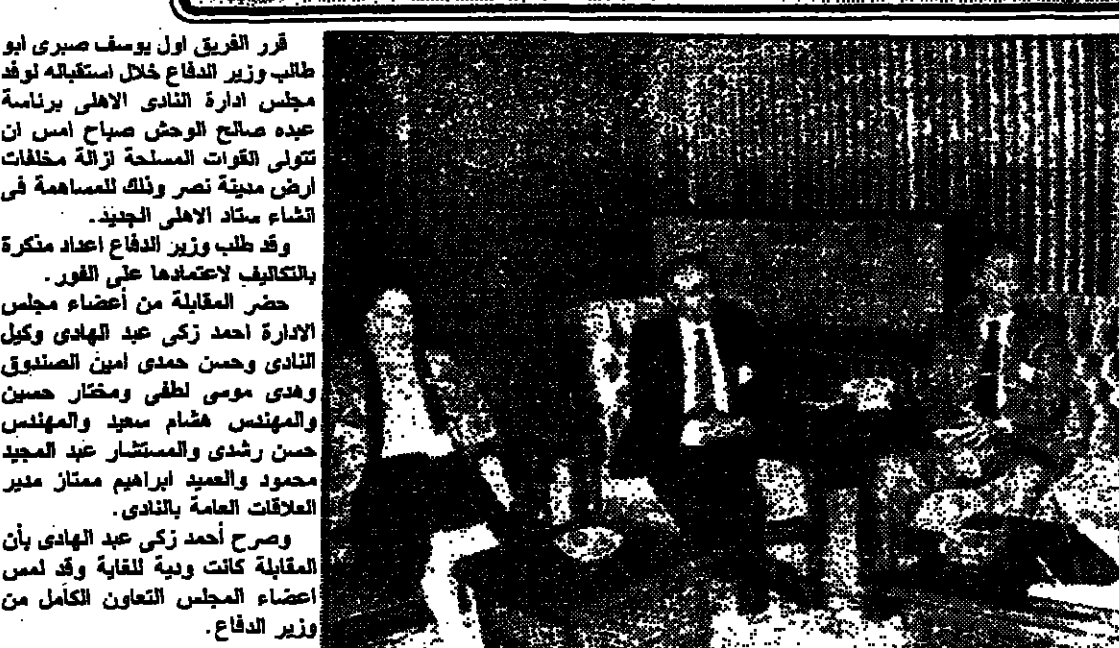 قرر الفريق اول يوسف صبرى ابو
طالب وزير الدفاع خلال استقباله لوفد
مجلس ادارة النادى الاهلى برئاسة
عبده صالح الوحش صباح امس ان
تتولى القوات المسلحة ازالة مخلفات
ارض مدينة نصر وذلك للمساهمة فى
انشاء ستاد الاهلى الجديد.
وقد طلب وزير الدفاع اعداد مذكرة
بالتكاليف لاعتمادها على الفور.
حضر المقابلة من أعضاء مجلس
الادارة احمد زكى عبد الهادى وكيل
النادى وحسن حمدى امين الصندوق
وهدى موسى لطفى ومختار حسين
والمهندس هشام سعيد والمهندس
حسن رشدى والمستشار عبد المجيد
محمود والعميد ابراهيم ممتاز مدير
العلاقات العامة بالنادى.
وصرح أحمد زكى عبد الهادى بأن
المقابلة كانت ودية للغاية وقد لمس
اعضاء المجلس التعاون الكامل من
وزير الدفاع.